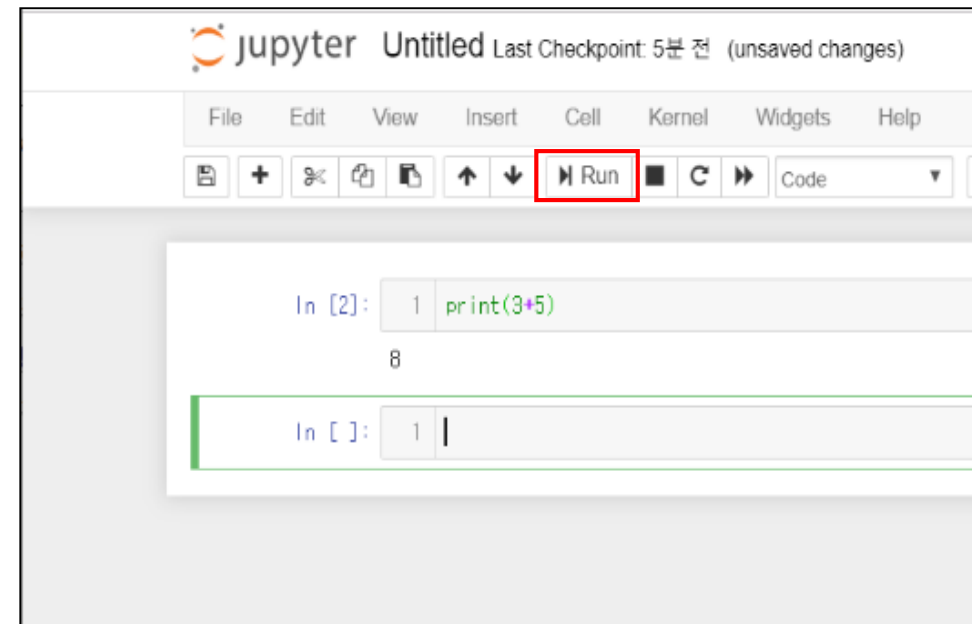 jupyter Untitled Last Checkpoint: 5분 전 (unsaved changes)
File Edit View Insert Cell Kernel Widgets Help
Run Code
In [2]: 1 print(3+5)
8
In [ ]: 1